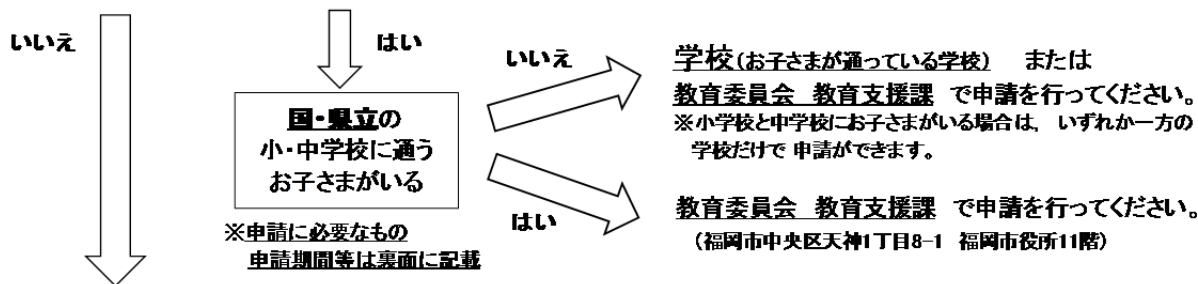 いいえ
はい
国・県立の
小・中学校に通う
お子さまがいる
※申請に必要なもの
申請期間等は裏面に記載
いいえ
学校(お子さまが通っている学校) または
教育委員会 教育支援課 で申請を行ってください。
※小学校と中学校にお子さまがいる場合は, いずれか一方の
学校だけで 申請ができます。
はい
教育委員会 教育支援課 で申請を行ってください。
(福岡市中央区天神1丁目8-1 福岡市役所11階)